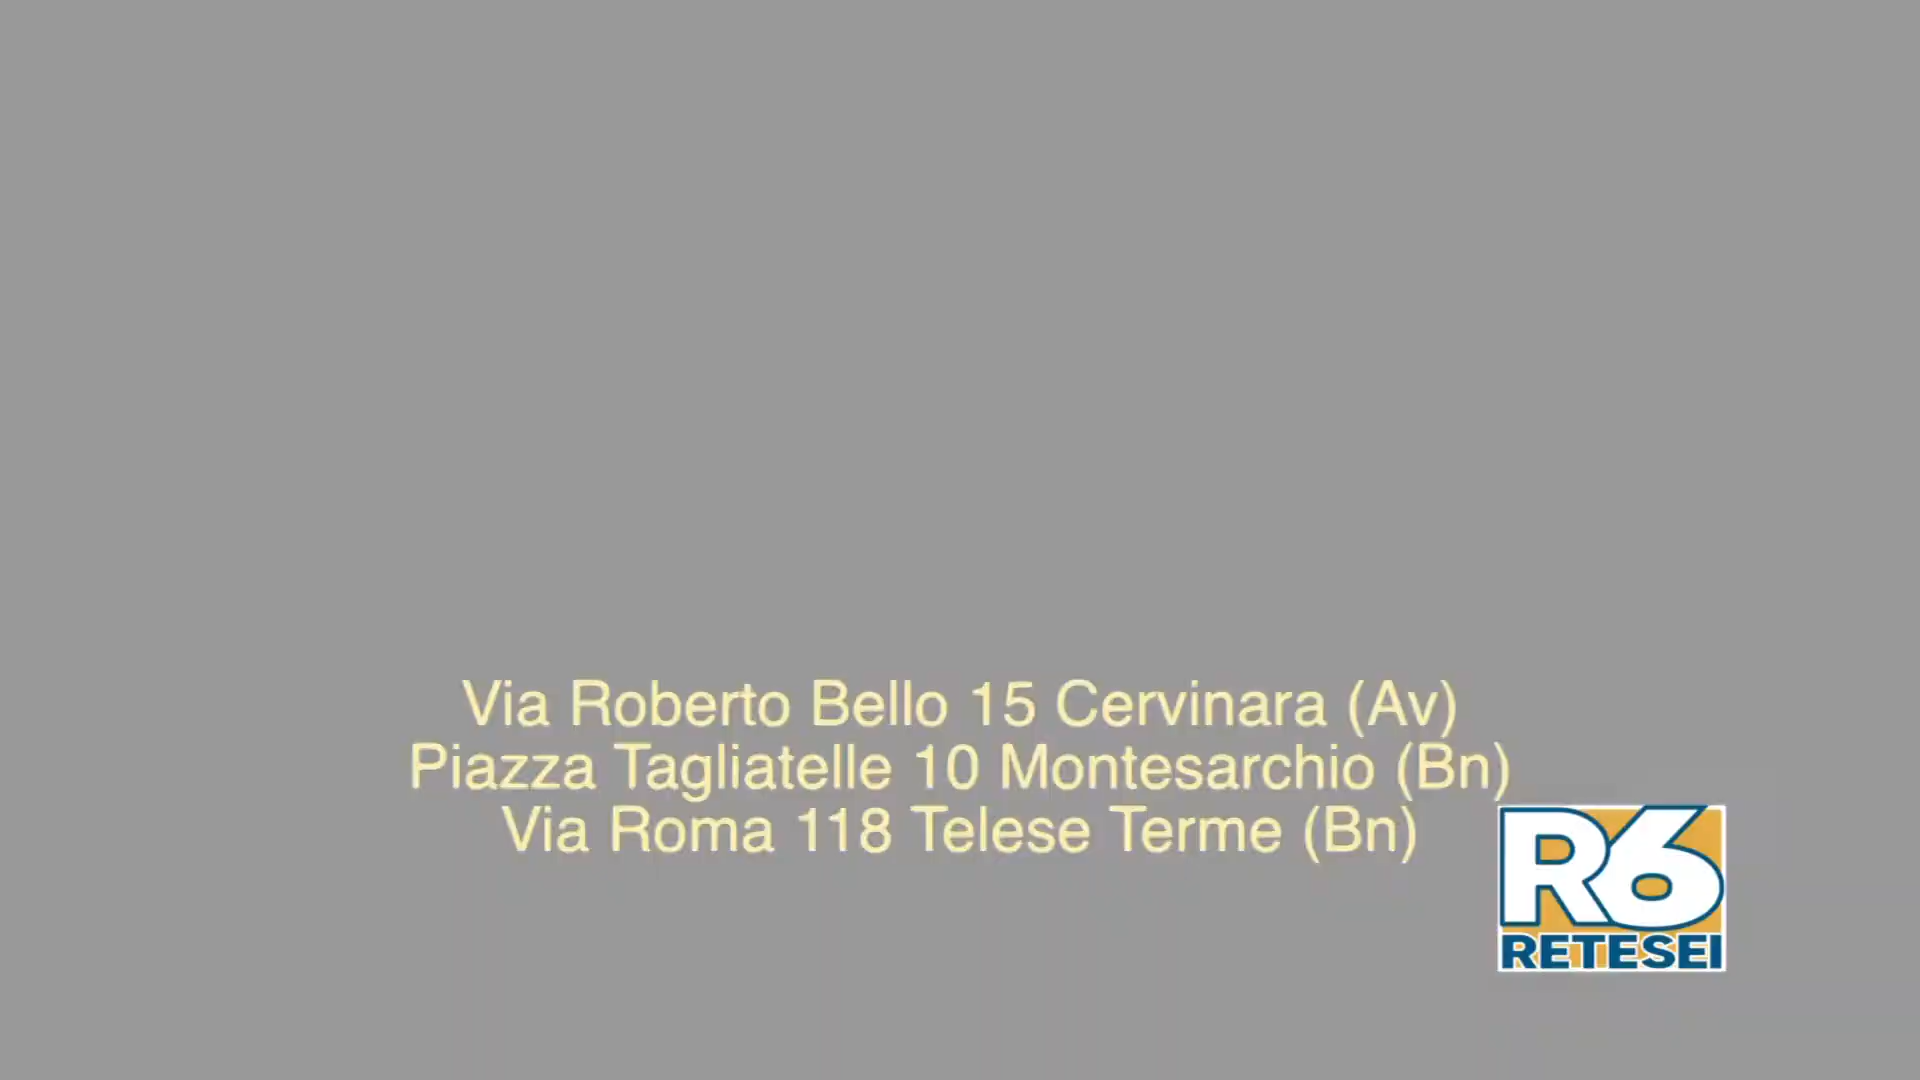 Via Roberto Bello 15 Cervinara (Av)
Piazza Tagliatelle 10 Montesarchio (Bn)
Via Roma 118 Telese Terme (Bn)
R6
RETESEI